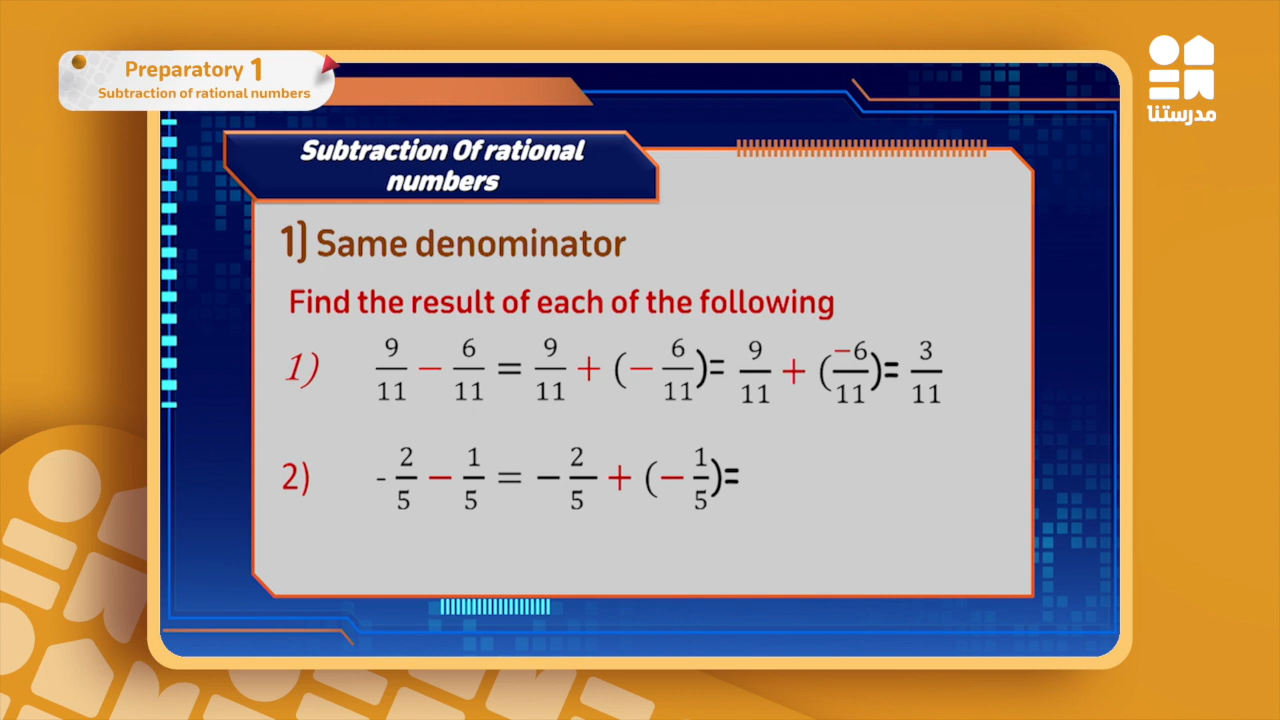 Preparatory 1
Subtraction of rational numbers
مدرستنا
Subtraction Of rational
numbers
1) Same denominator
Find the result of each of the following
1) 9/11 − 6/11 = 9/11 + (− 6/11)= 9/11 + (−6/11)= 3/11
2) - 2/5 − 1/5 = − 2/5 + (− 1/5)=